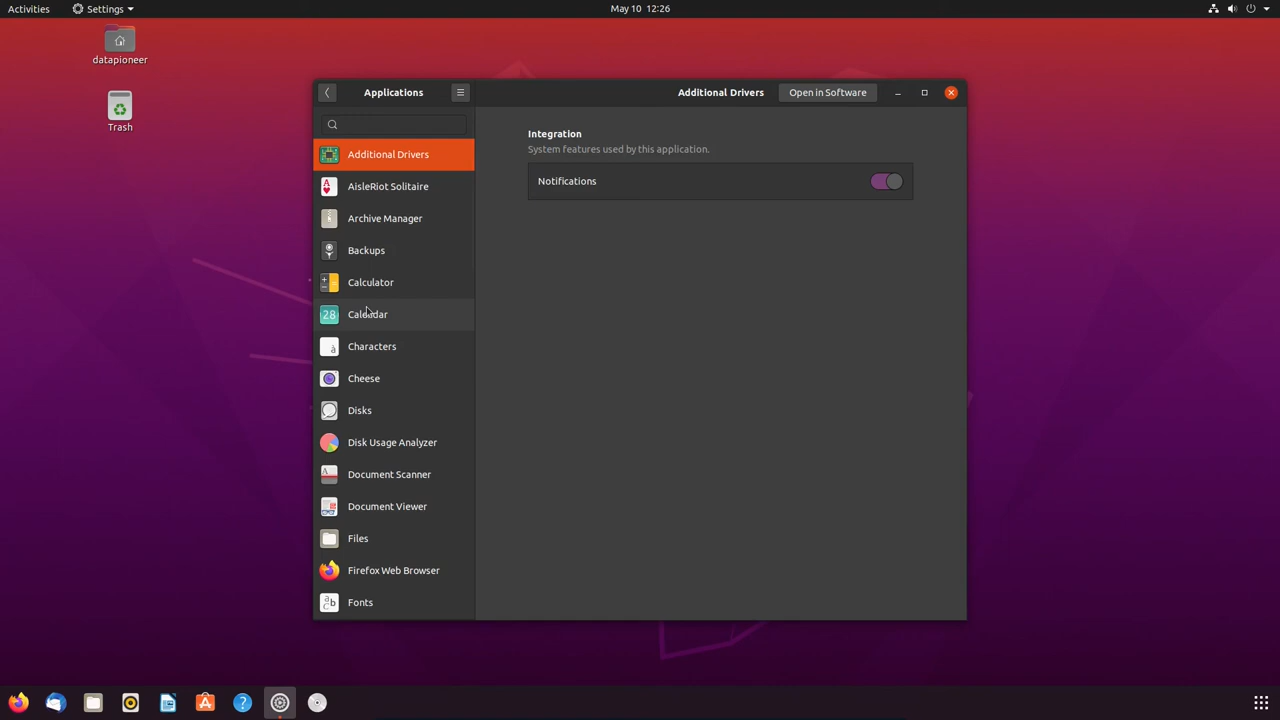 Activities
Settings
May 10 12:26
datapioneer
Trash
Applications
Additional Drivers
Open in Software
Additional Drivers
AisleRiot Solitaire
Archive Manager
Backups
Calculator
28
Calendar
Characters
Cheese
Disks
Disk Usage Analyzer
Document Scanner
Document Viewer
Files
Firefox Web Browser
Fonts
Integration
System features used by this application.
Notifications